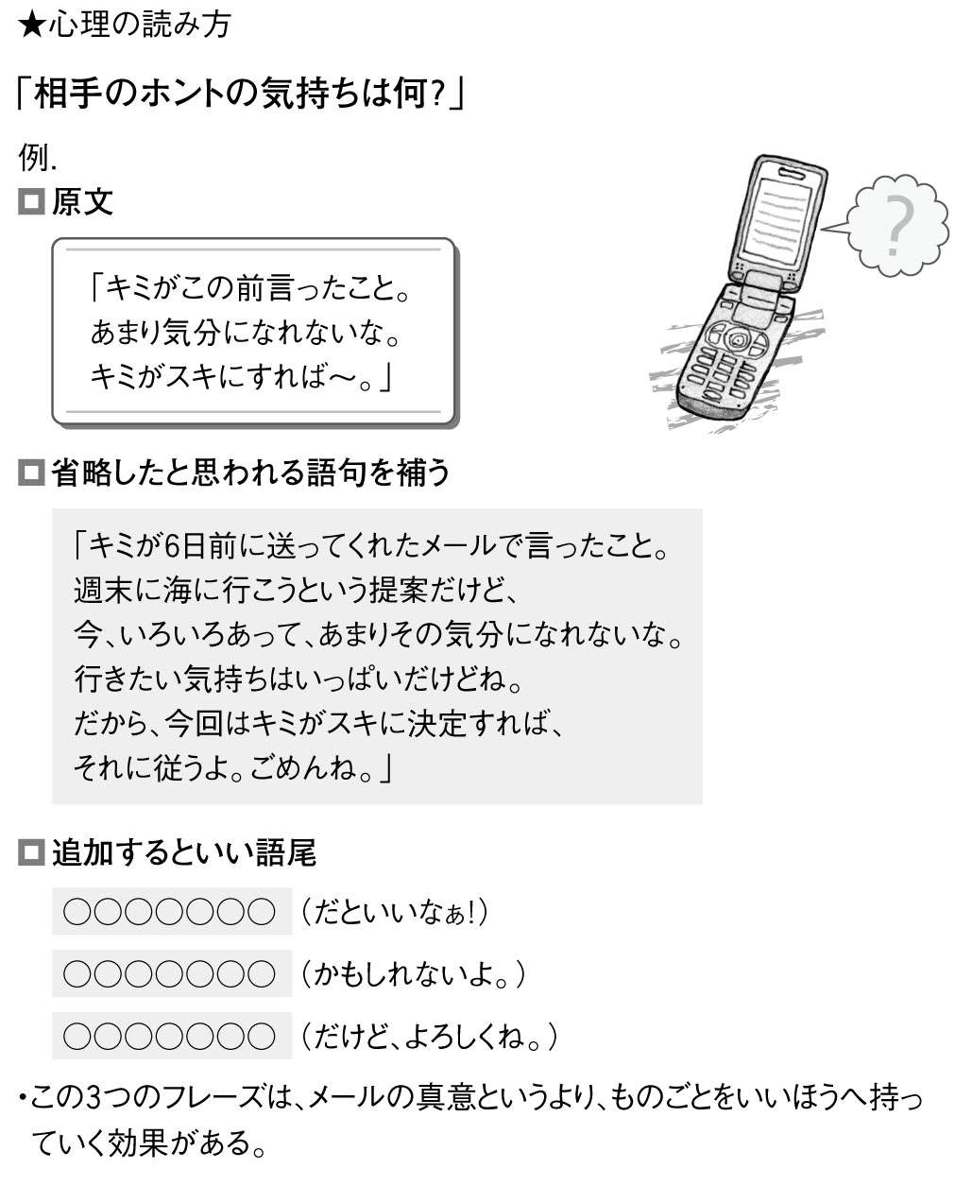 ★心理の読み方
「相手のホントの気持ちは何?」
例.
原文
「キミがこの前言ったこと。
あまり気分になれないな。
キミがスキにすれば〜。」
?
省略したと思われる語句を補う
「キミが6日前に送ってくれたメールで言ったこと。
週末に海に行こうという提案だけど、
今、いろいろあって、あまりその気分になれないな。
行きたい気持ちはいっぱいだけどね。
だから、今回はキミがスキに決定すれば、
それに従うよ。ごめんね。」
追加するといい語尾
○○○○○○○（だといいなぁ!）
○○○○○○○（かもしれないよ。）
○○○○○○○（だけど、よろしくね。）
・この3つのフレーズは、メールの真意というより、ものごとをいいほうへ持っ
ていく効果がある。